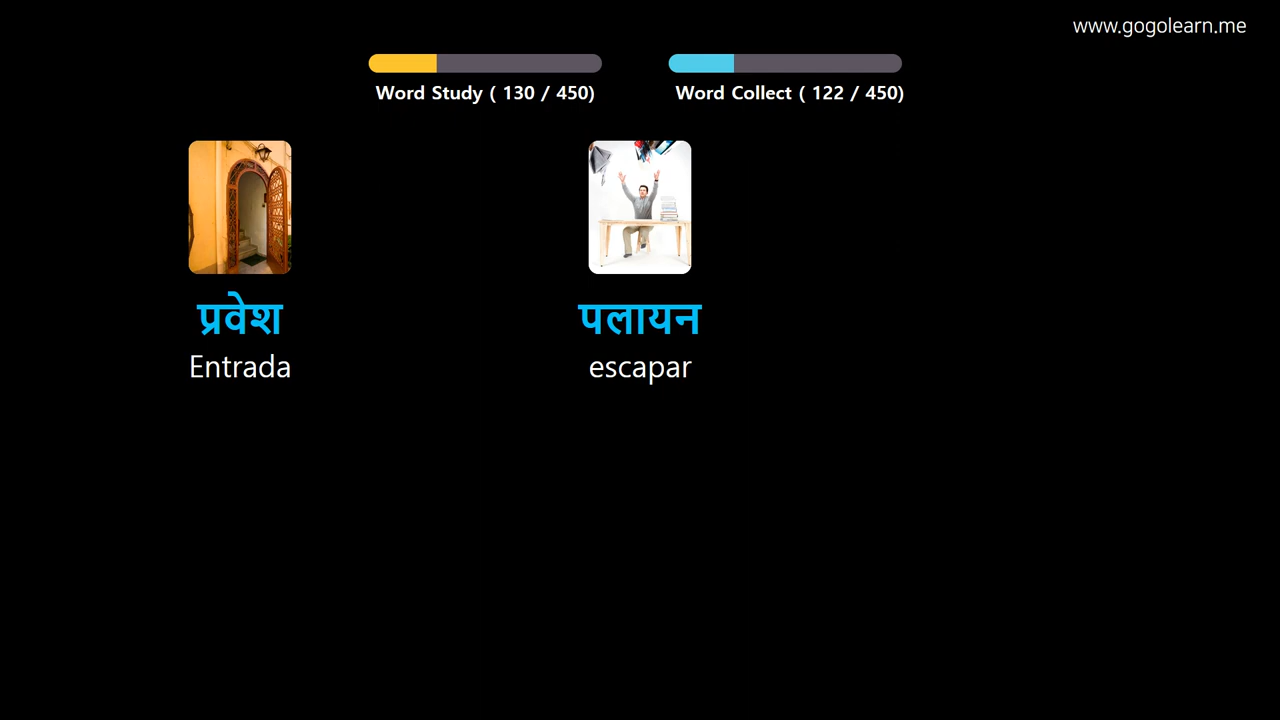 www.gogolearn.me
Word Study ( 130 / 450)
Word Collect ( 122 / 450)
प्रवेश
Entrada
पलायन
escapar